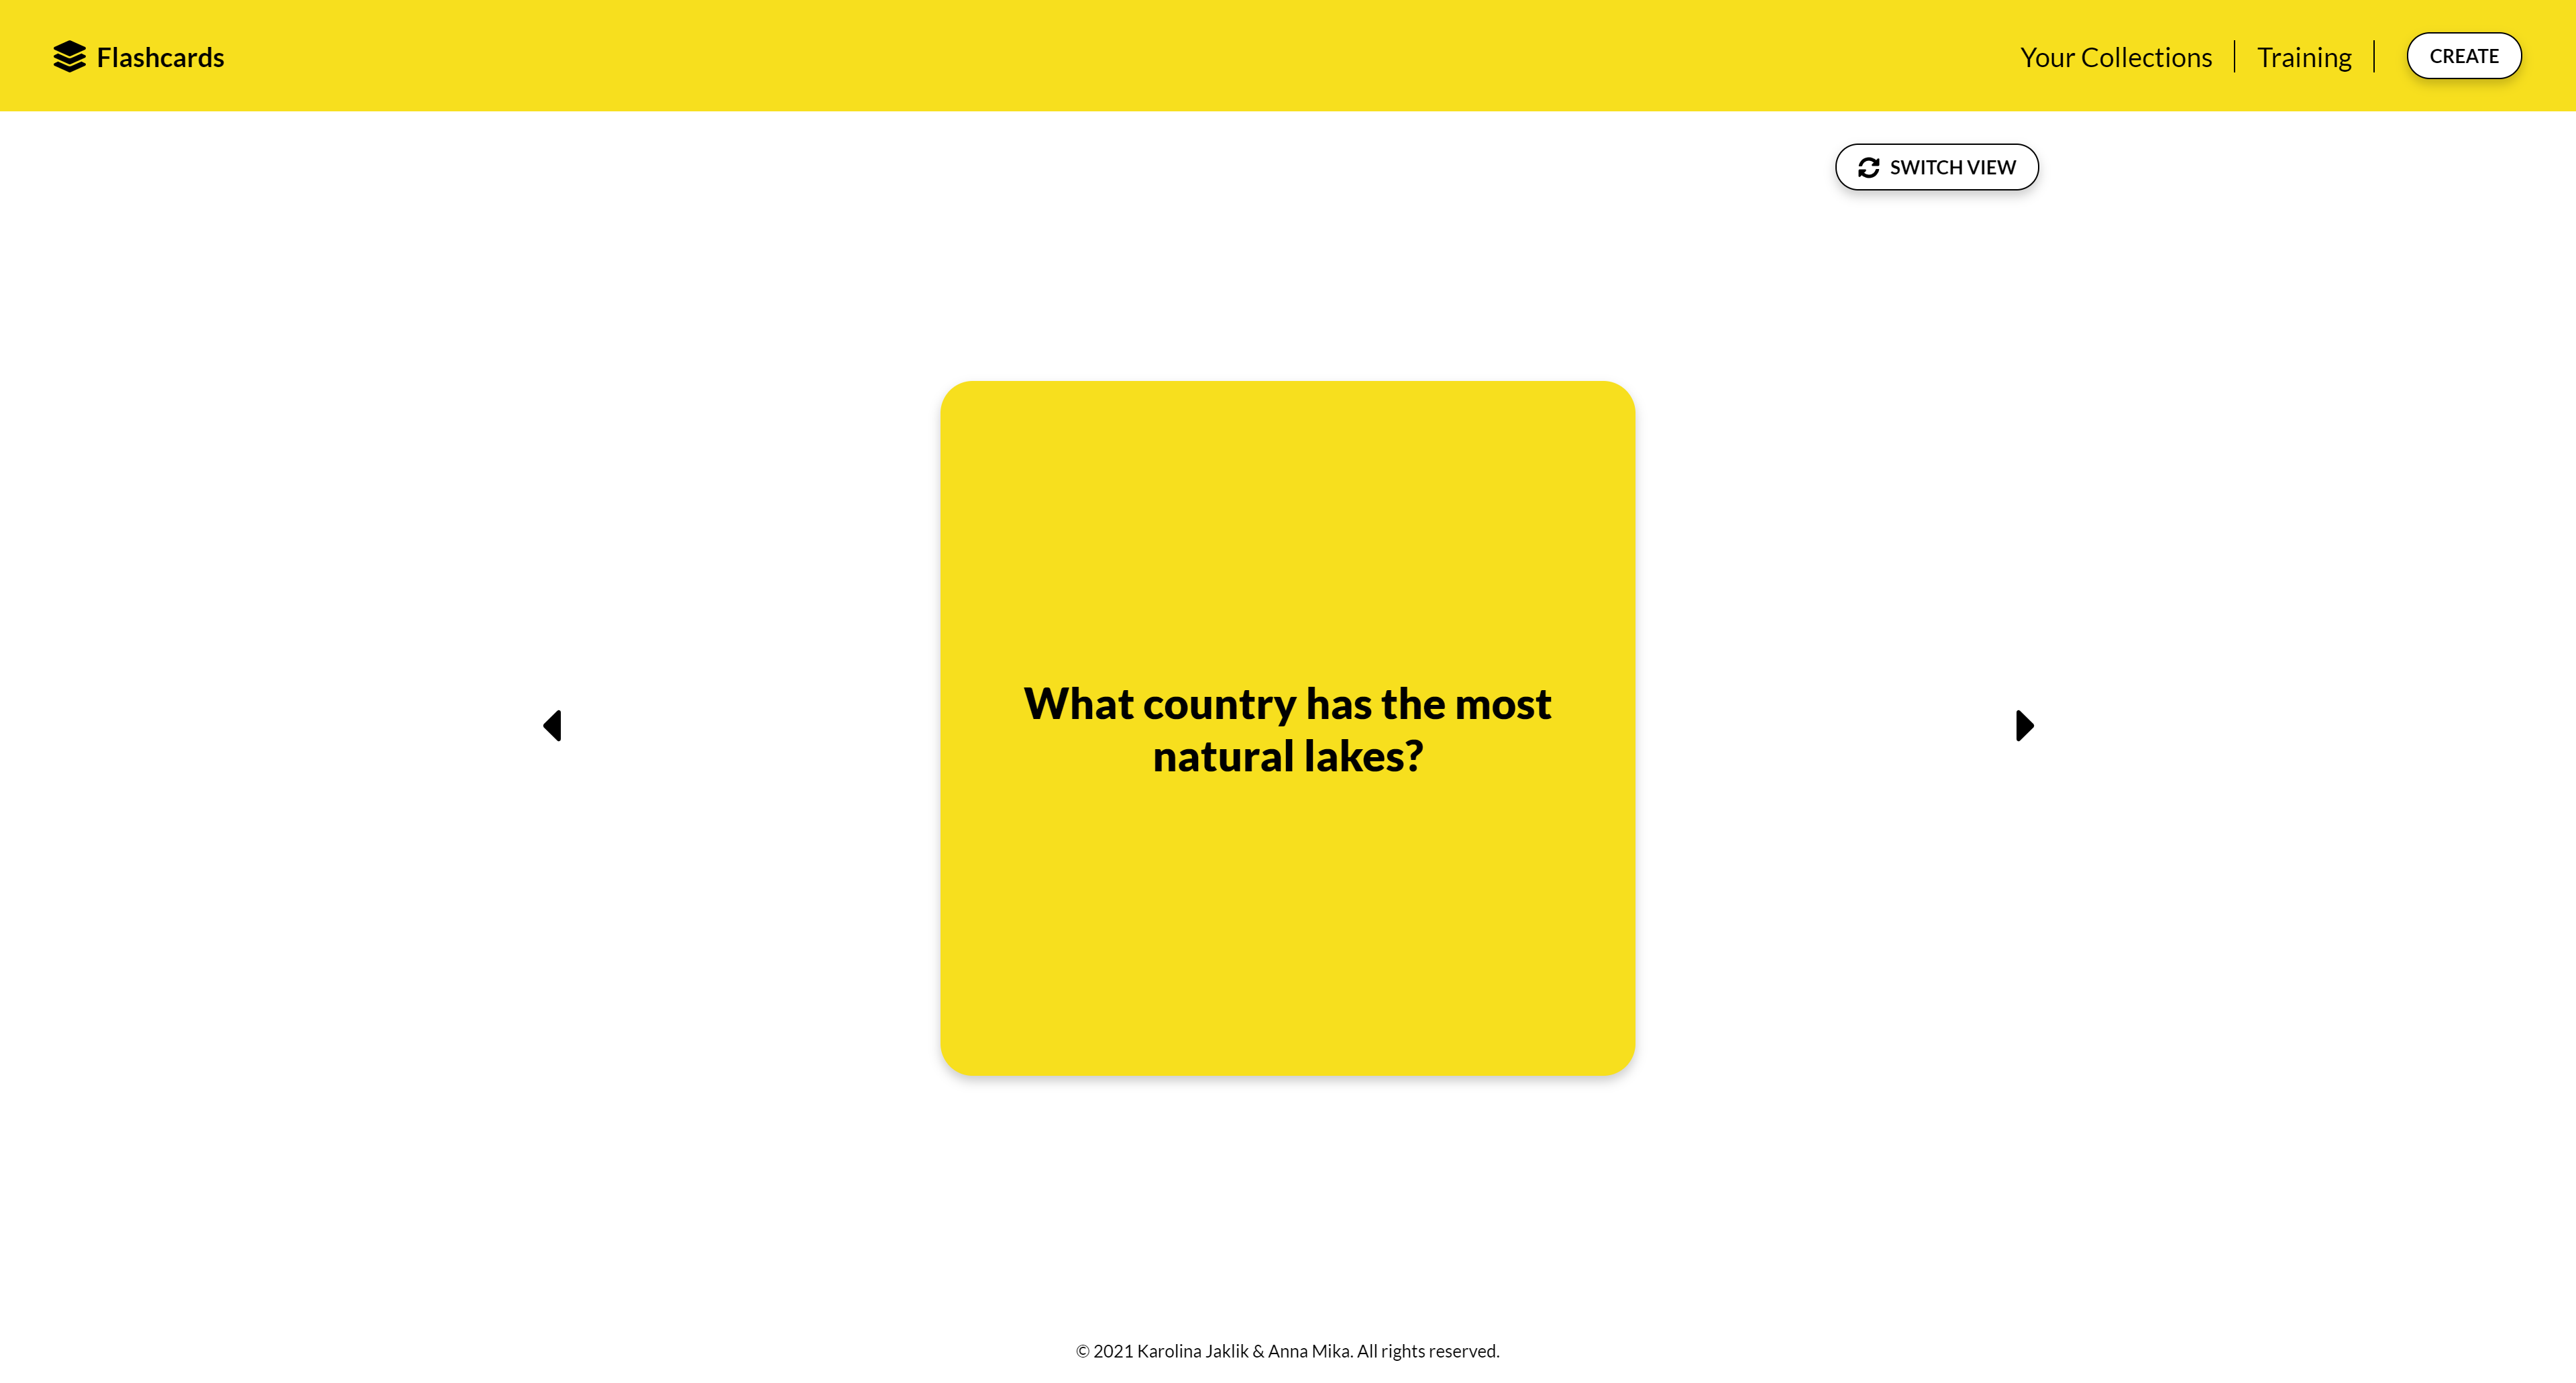 Flashcards
Your Collections
Training
CREATE
SWITCH VIEW
What country has the most
natural lakes?
© 2021 Karolina Jaklik & Anna Mika. All rights reserved.